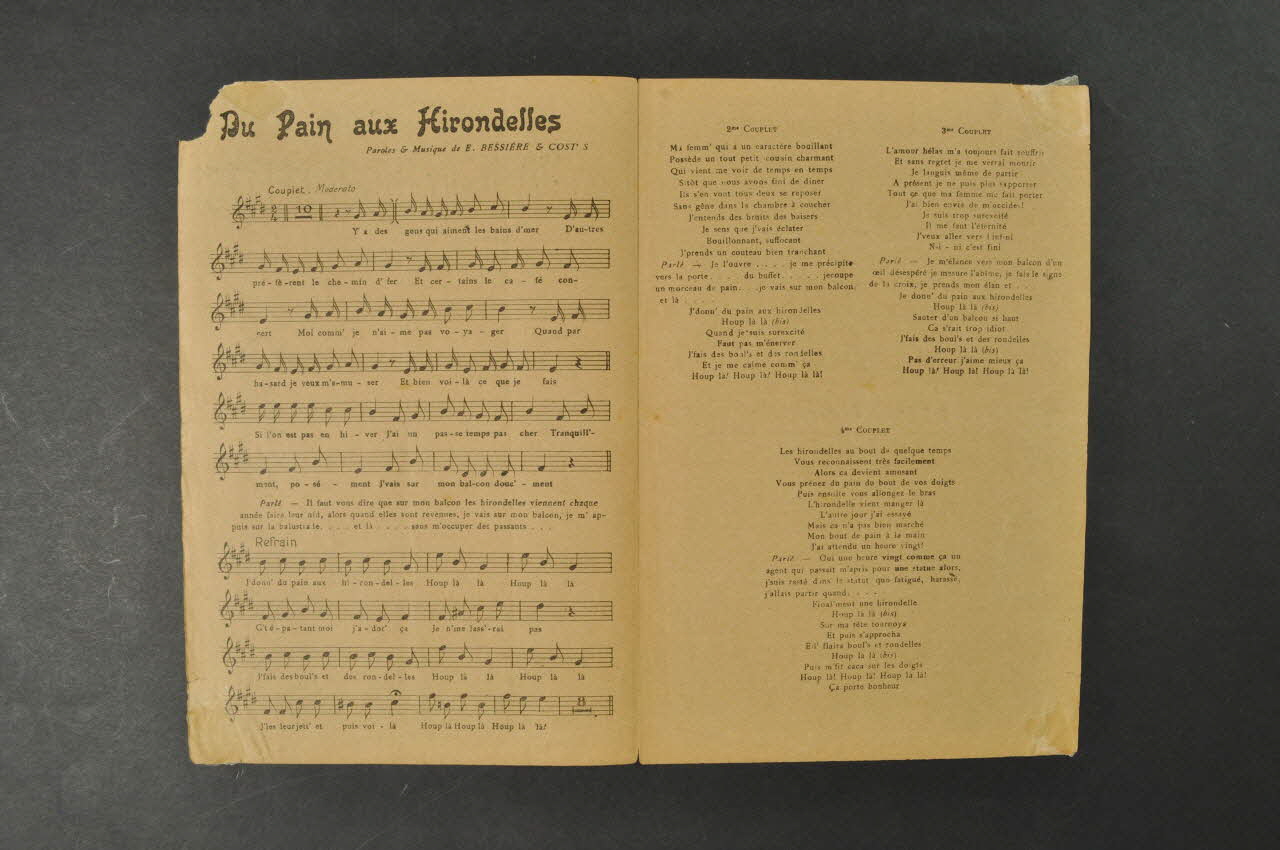 Du Pain aux Hirondelles
Paroles & Musique de E. BESSIÈRE & COST'S
Couplet. Moderato
10
Y a des gens qui aiment les bains d'mer D'au-tres
pré-fè-rent le che-min d'fer Et cer-tains le ca-fé con-
cert Moi comm' je n'ai-me pas vo-ya-ger Quand par
ha-sard je veux m'a-mu-ser Et bien voi-là ce que je fais
Si l'on est pas en hi-ver J'ai un pas-se temps pas cher Tranquill'-
ment, po-sé-ment J'vais sur mon bal-con douc'-ment
Parlé — Il faut vous dire que sur mon balcon les hirondelles viennent chaque
année faire leur nid, alors quand elles sont revenues, je vais sur mon balcon, je m'ap-
puis sur la balustrade. . . . . et là . . . . sans m'occuper des passants . . .
Refrain
J'donn' du pain aux hi-ron-del-les Houp là là Houp là là
C't é-pa-tant moi j'a-dor' ça Je n'me lass'rai pas
J'fais des boul's et des ron-del-les Houp là là Houp là là
8
J'les leur jett' et puis voi-là Houp là Houp là Houp là là!
2me COUPLET
Ma femm' qui a un caractère bouillant
Possède un tout petit cousin charmant
Qui vient me voir de temps en temps
Sitôt que nous avons fini de diner
Ils s'en vont tous deux se reposer
Sans gêne dans la chambre à coucher
J'entends des bruits des baisers
Je sens que j'vais éclater
Bouillonnant, suffocant
J'prends un couteau bien tranchant
Parlé — Je l'ouvre . . . . . je me précipite
vers la porte. . . . du buffet. . . . . jeroupe
un morceau de pain. . . je vais sur mon balcon,
et là . . . .
J'donn' du pain aux hirondelles
Houp là là (bis)
Quand je suis surexcité
Faut pas m'énerver
J'fais des boul's et des rondelles
Et je me calme comm' ça
Houp là! Houp là! Houp là là!
3me COUPLET
L'amour hélas m'a toujours fait souffrir
Et sans regret je me verrai mourir
Je languis même de partir
A présent je ne puis plus rapporter
Tout ce que ma femme me fait porter
J'ai bien envie de m'occider!
Je suis trop surexcité
Il me faut l'éternité
J'veux aller vers l'infini
N-i - ni c'est fini
Parlé — Je m'élance vers mon balcon d'un
œil désespéré je mesure l'abîme, je fais le signe
de la croix, je prends mon élan et . .
Je donn' du pain aux hirondelles
Houp là là (bis)
Sauter d'un balcon si haut
Ca s'rait trop idiot
J'fais des boul's et des rondelles
Houp là là (bis)
Pas d'erreur j'aime mieux ça
Houp là! Houp là! Houp là là!
4me COUPLET
Les hirondelles au bout de quelque temps
Vous reconnaissent très facilement
Alors ca devient amusant
Vous prenez du pain du bout de vos doigts
Puis ensuite vous allongez le bras
L'hirondelle vient manger là
L'autre jour j'ai essayé
Mais ca n'a pas bien marché
Mon bout de pain à la main
J'ai attendu un heure vingt!
Parlé — Oui une heure vingt comme ça un
agent qui passait m'a pris pour une statue alors,
j'suis resté dans le statut quo fatigué, harassé,
j'allais partir quand. . . .
Final'ment une hirondelle
Houp là là (bis)
Sur ma tête tournoya
Et puis s'approcha
Ell' flaira boul's et rondelles
Houp là là (bis)
Puis m'fit caca sur les doigts
Houp là! Houp là! Houp là là!
Ça porte bonheur